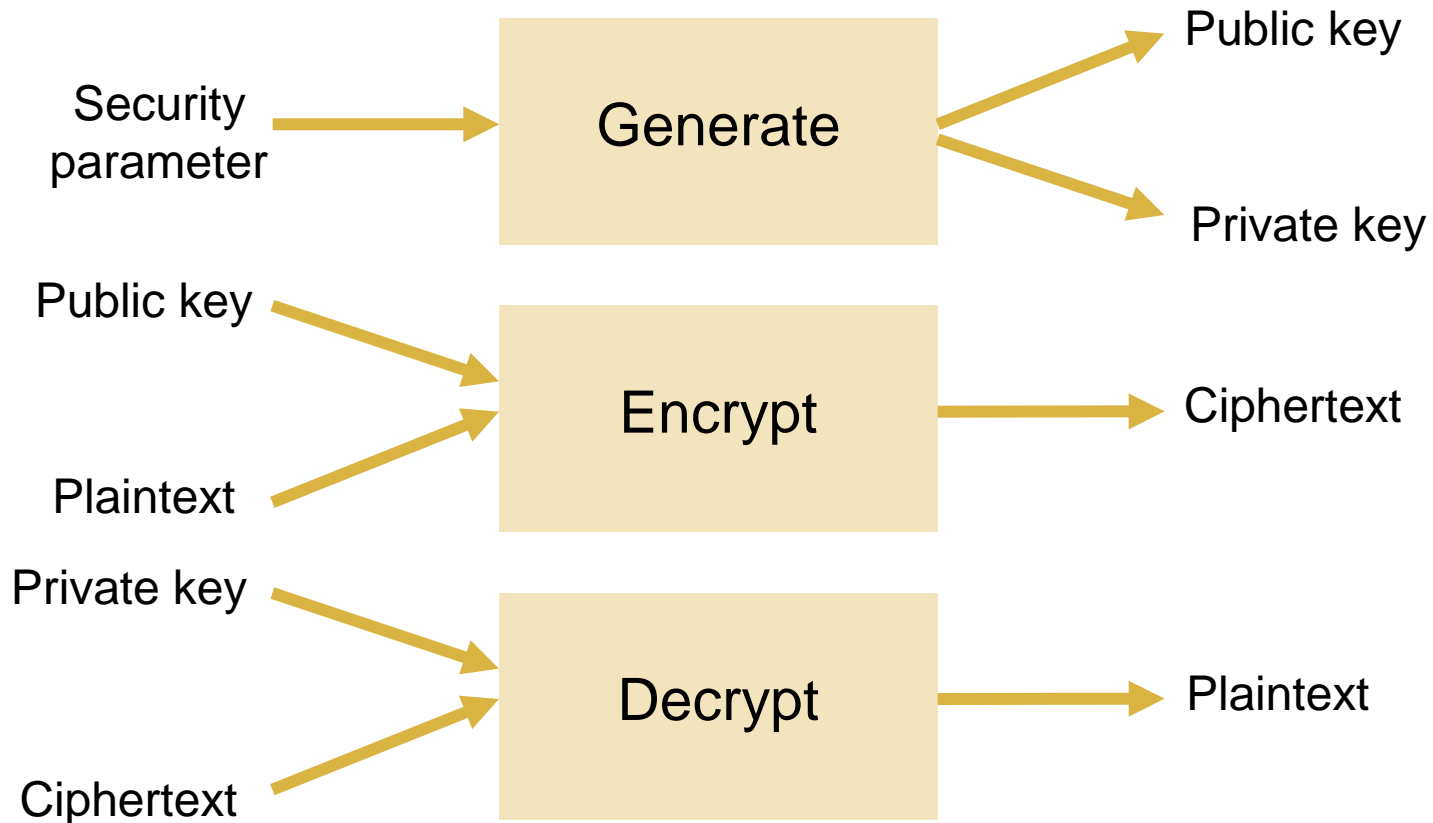 Public key
Security
parameter
Generate
Private key
Public key
Encrypt
Ciphertext
Plaintext
Private key
Decrypt
Plaintext
Ciphertext